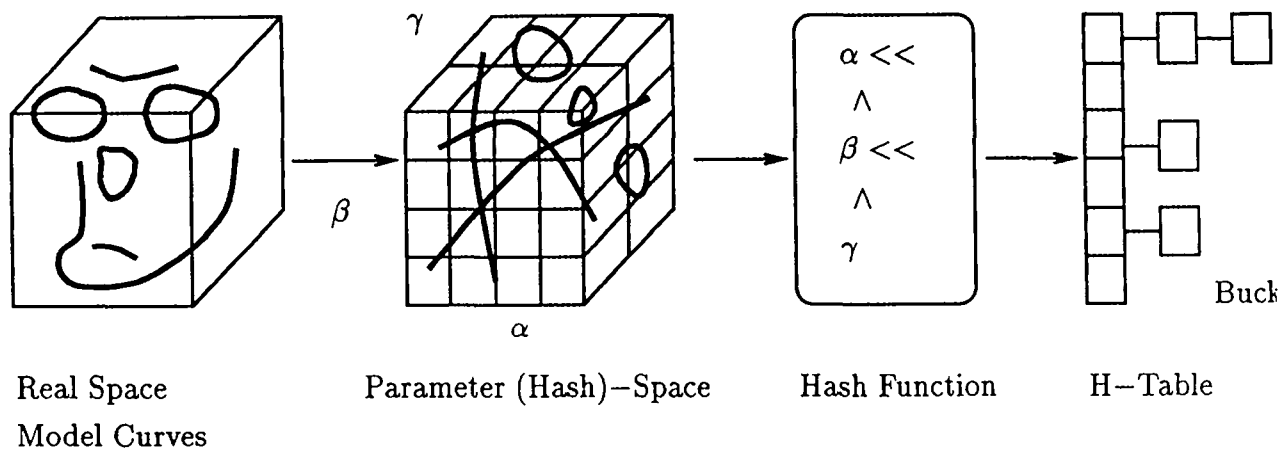 γ
α <<
∧
β <<
∧
γ
β
α
Buck
Real Space
Model Curves
Parameter (Hash)–Space
Hash Function
H–Table